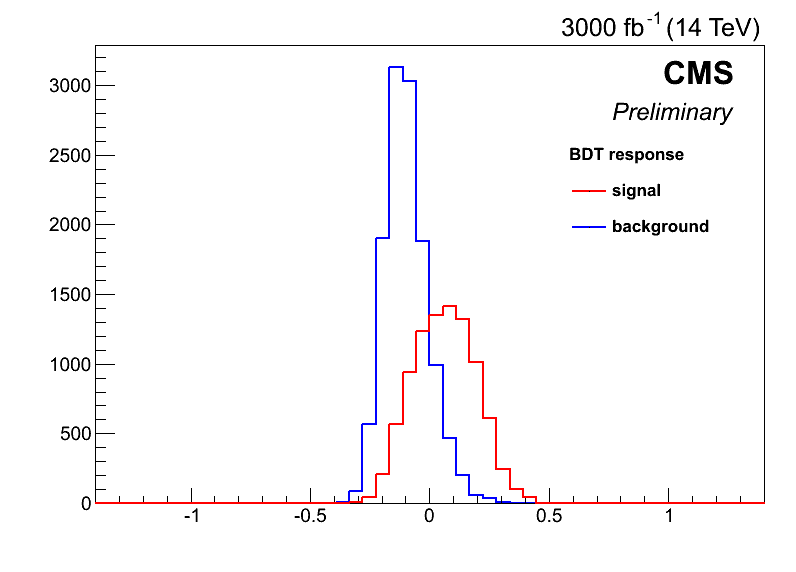 3000 fb-1 (14 TeV)
CMS
Preliminary
BDT response
signal
background
3000
2500
2000
1500
1000
500
0
-1 -0.5 0 0.5 1